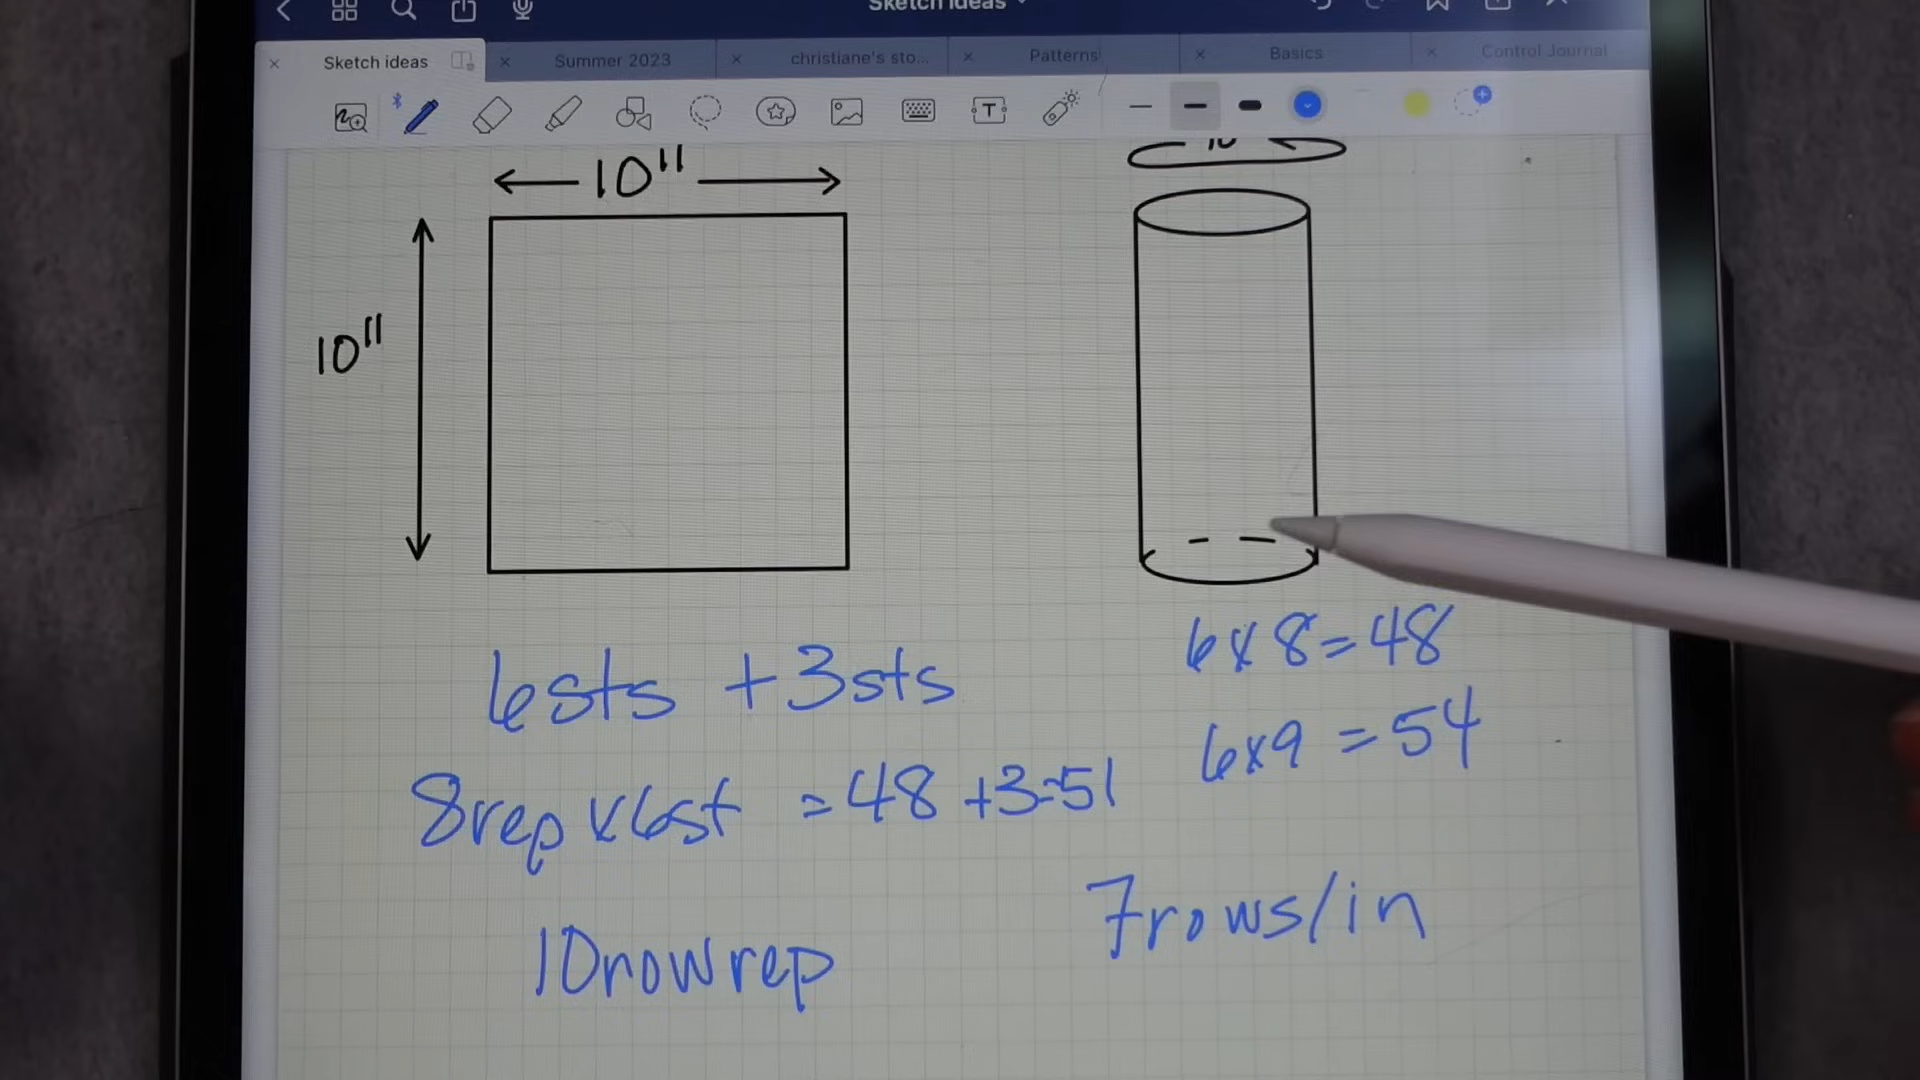 Sketch ideas
Sketch ideas
Summer 2023
christiane's sto...
Patterns
Basics
Control Journal
T
10"
10"
10
6sts +3sts
6x8=48
6x9=54
8rep x6st =48+3=51
7rows/in
10rowrep